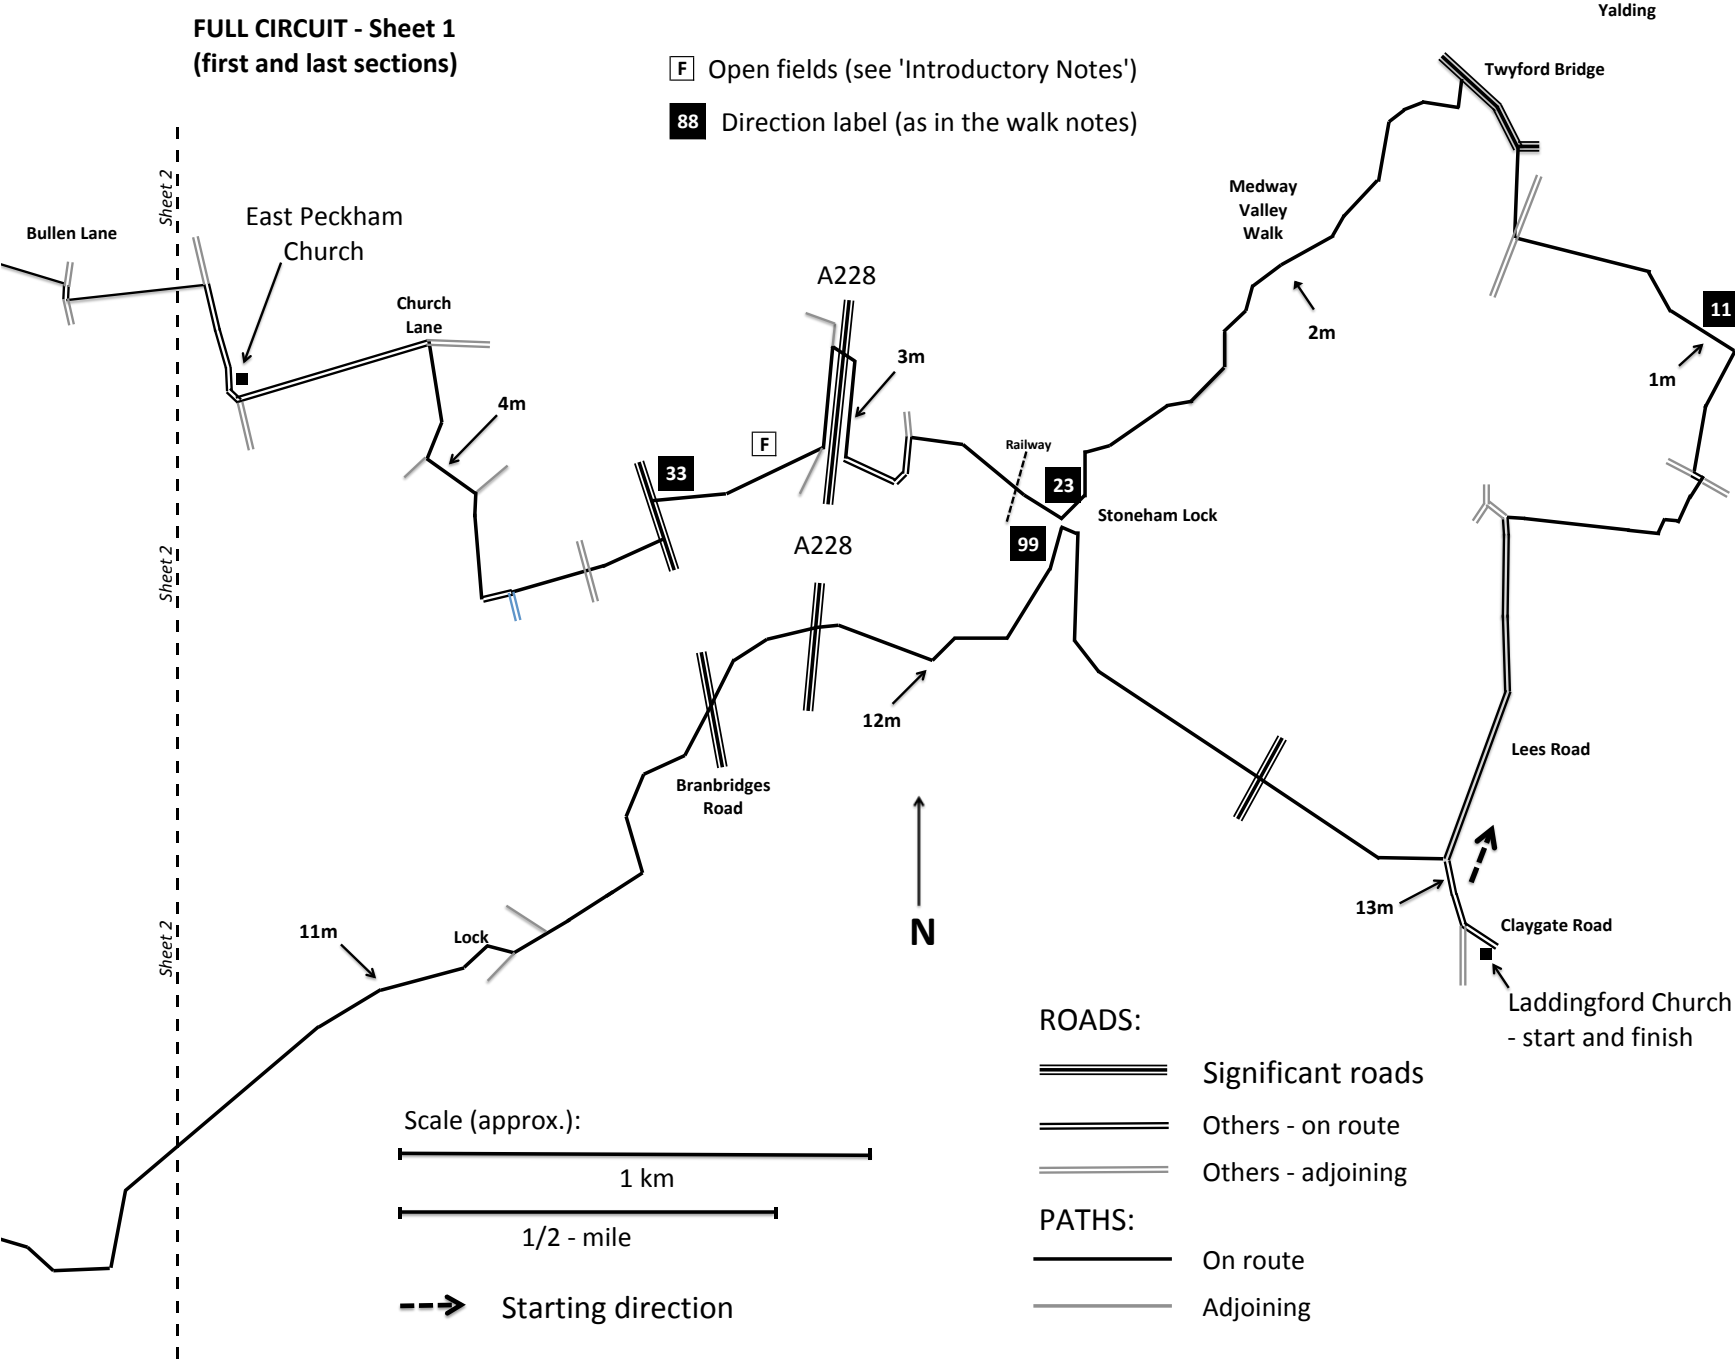 FULL CIRCUIT - Sheet 1
(first and last sections)
F Open fields (see 'Introductory Notes')
88 Direction label (as in the walk notes)
Yalding
Twyford Bridge
Medway
Valley
Walk
Sheet 2
East Peckham
Church
Bullen Lane
Church
Lane
A228
2m
11
1m
3m
4m
F
33
Railway
23
Stoneham Lock
99
A228
Sheet 2
12m
Branbridges
Road
Lees Road
N
13m
Claygate Road
11m
Lock
Sheet 2
Laddingford Church
- start and finish
ROADS:
Significant roads
Others - on route
Others - adjoining
PATHS:
On route
Adjoining
Scale (approx.):
1 km
1/2 - mile
Starting direction